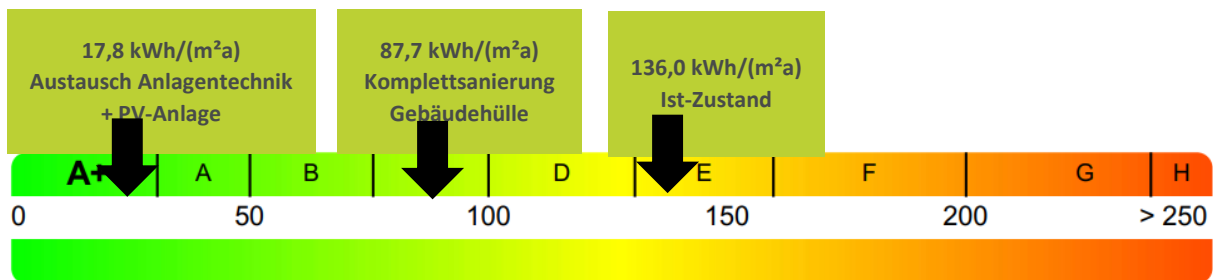 17,8 kWh/(m²a)
Austausch Anlagentechnik
+ PV-Anlage
87,7 kWh/(m²a)
Komplettsanierung
Gebäudehülle
136,0 kWh/(m²a)
Ist-Zustand
A+ A B D E F G H
0 50 100 150 200 > 250